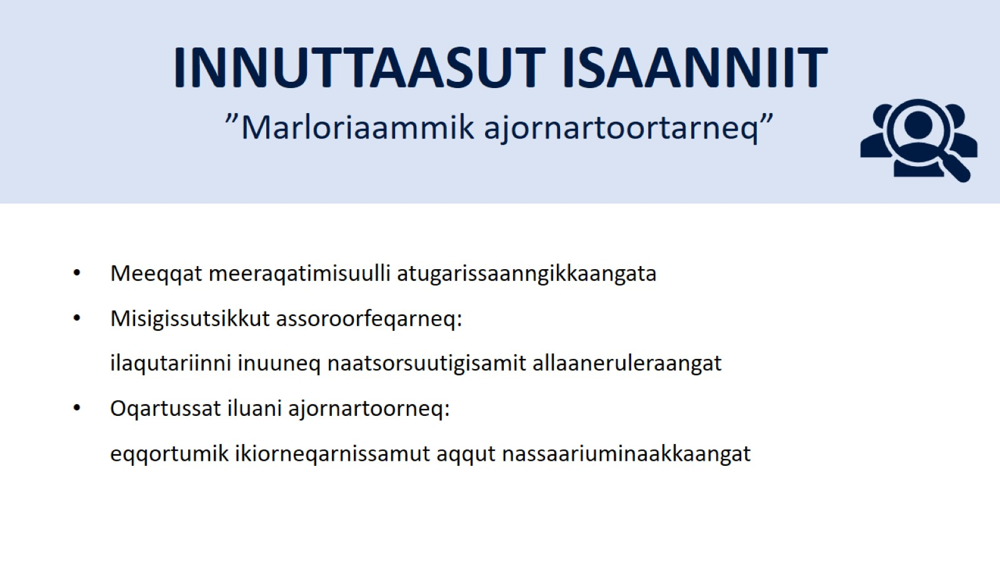 INNUTTAASUT ISAANNIIT
”Marloriaammik ajornartoortarneq”
• Meeqqat meeraqatimisuulli atugarissaanngikkaangata
• Misigissutsikkut assoroorfeqarneq:
ilaqutariinni inuuneq naatsorsuutigisamit allaaneruleraangat
• Oqartussat iluani ajornartoorneq:
eqqortumik ikiorneqarnissamut aqqut nassaariuminaakkaangat